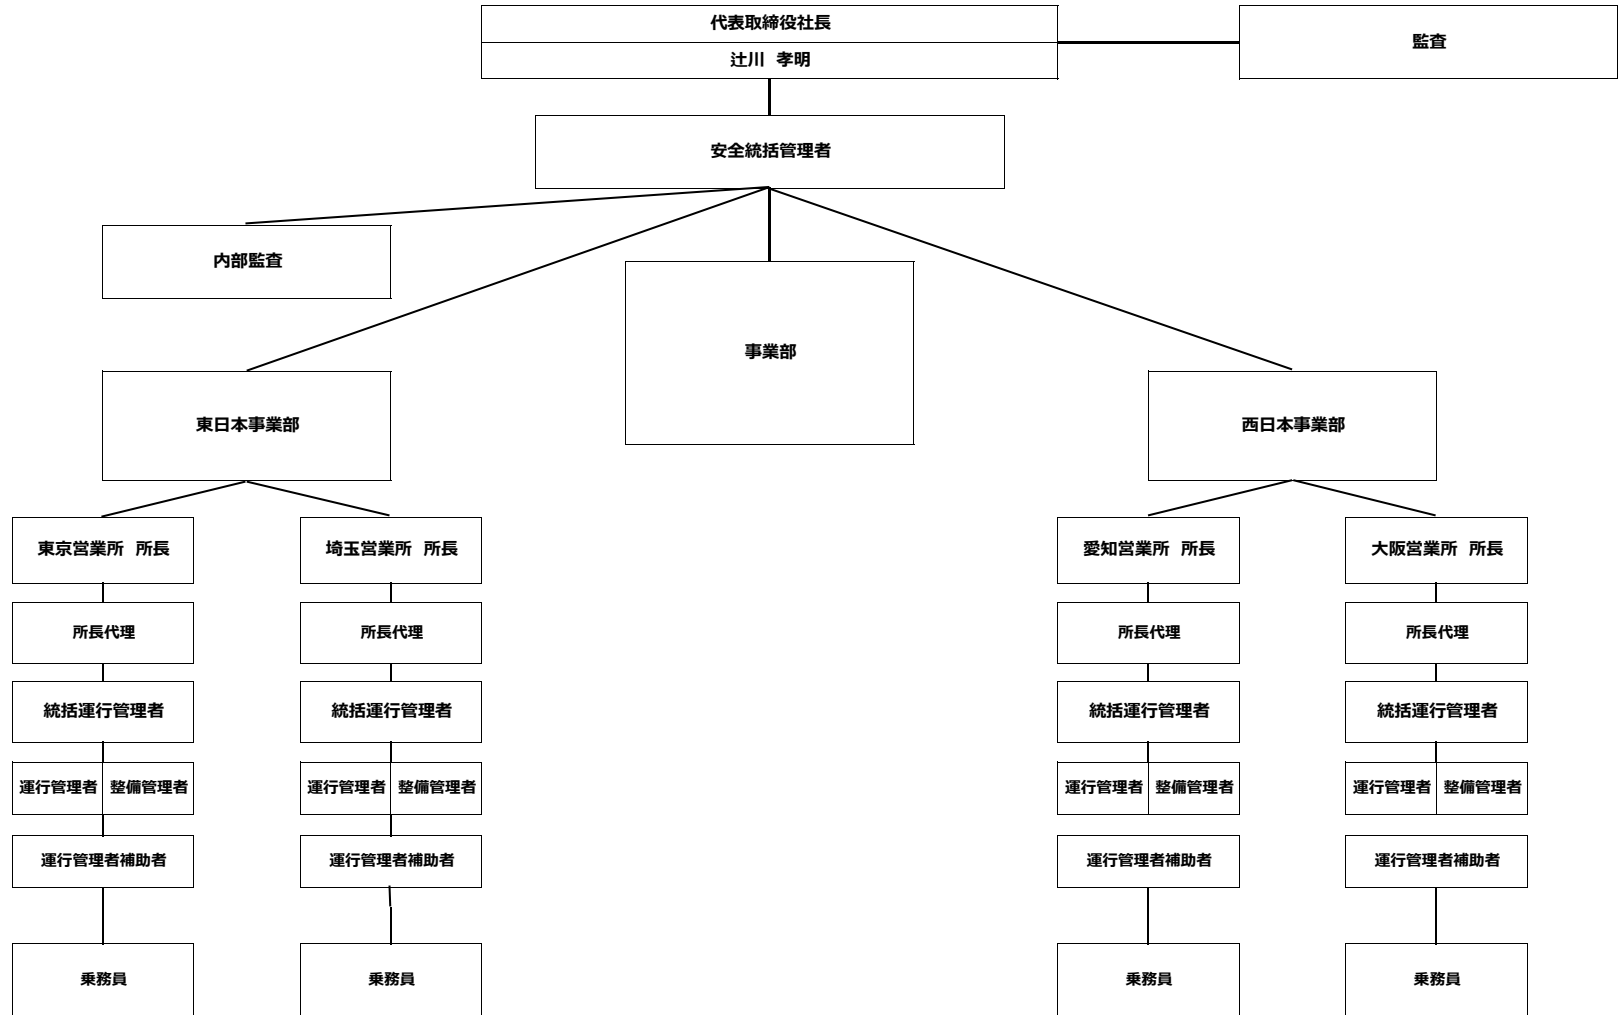 代表取締役社長
辻川 孝明
監査
安全統括管理者
内部監査
事業部
東日本事業部
西日本事業部
東京営業所 所長
埼玉営業所 所長
愛知営業所 所長
大阪営業所 所長
所長代理
所長代理
所長代理
所長代理
統括運行管理者
統括運行管理者
統括運行管理者
統括運行管理者
運行管理者
整備管理者
運行管理者
整備管理者
運行管理者
整備管理者
運行管理者
整備管理者
運行管理者補助者
運行管理者補助者
運行管理者補助者
運行管理者補助者
乗務員
乗務員
乗務員
乗務員